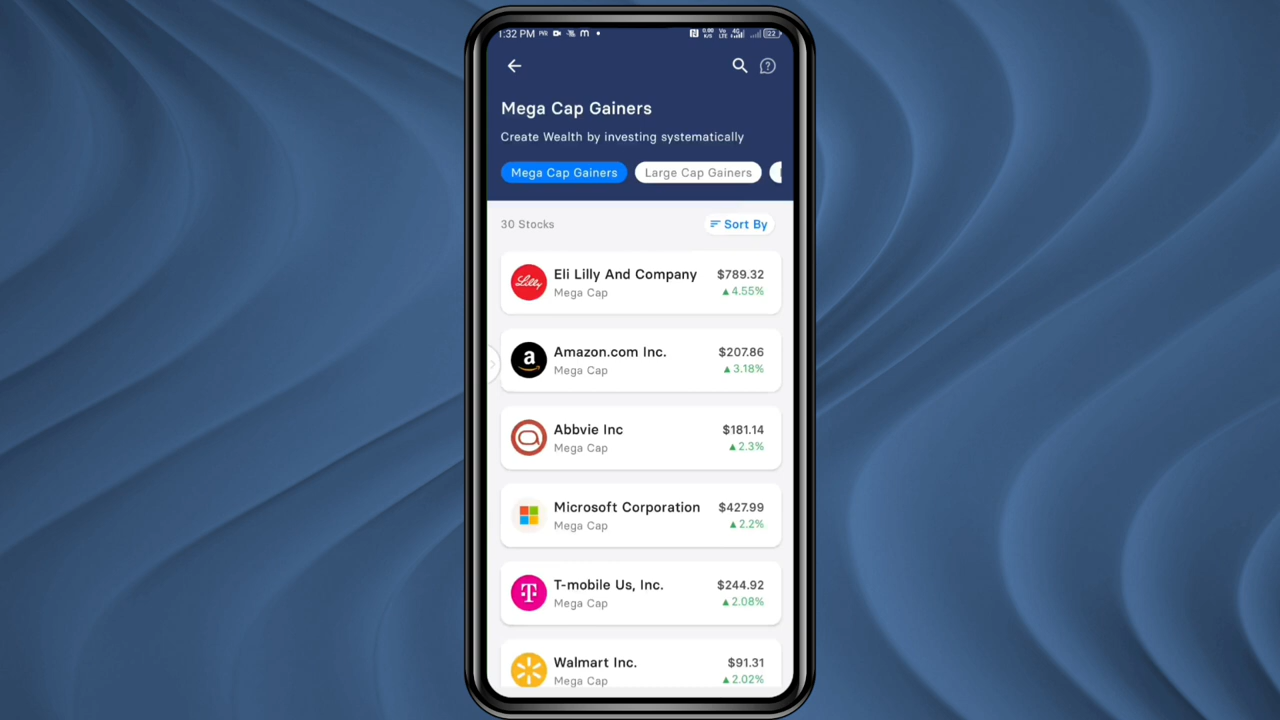 1:32 PM
Mega Cap Gainers
Create Wealth by investing systematically
Mega Cap Gainers
Large Cap Gainers
30 Stocks
Sort By
Lilly
Eli Lilly And Company
$789.32
Mega Cap
▲4.55%
a
Amazon.com Inc.
$207.86
Mega Cap
▲3.18%
Abbvie Inc
$181.14
Mega Cap
▲2.3%
Microsoft Corporation
$427.99
Mega Cap
▲2.2%
T
T-mobile Us, Inc.
$244.92
Mega Cap
▲2.08%
Walmart Inc.
$91.31
Mega Cap
▲2.02%